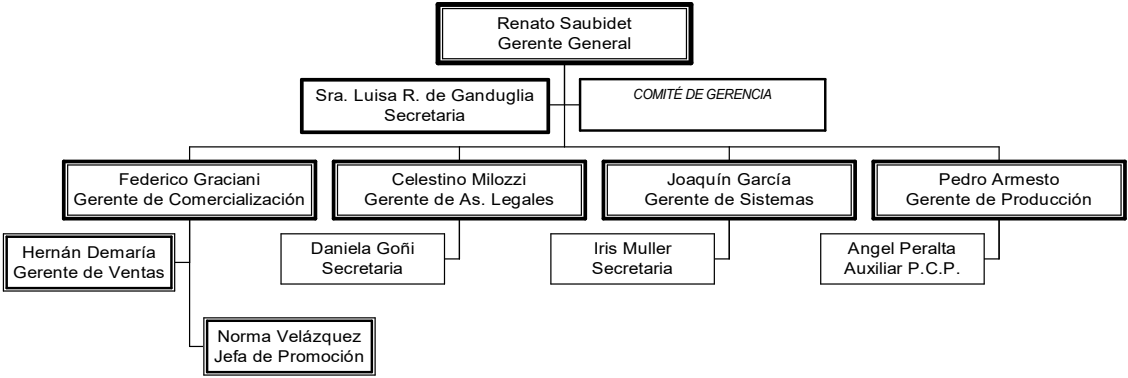 Renato Saubidet
Gerente General
Sra. Luisa R. de Ganduglia
Secretaria
COMITÉ DE GERENCIA
Federico Graciani
Gerente de Comercialización
Celestino Milozzi
Gerente de As. Legales
Joaquín García
Gerente de Sistemas
Pedro Armesto
Gerente de Producción
Hernán Demaría
Gerente de Ventas
Daniela Goñi
Secretaria
Iris Muller
Secretaria
Angel Peralta
Auxiliar P.C.P.
Norma Velázquez
Jefa de Promoción